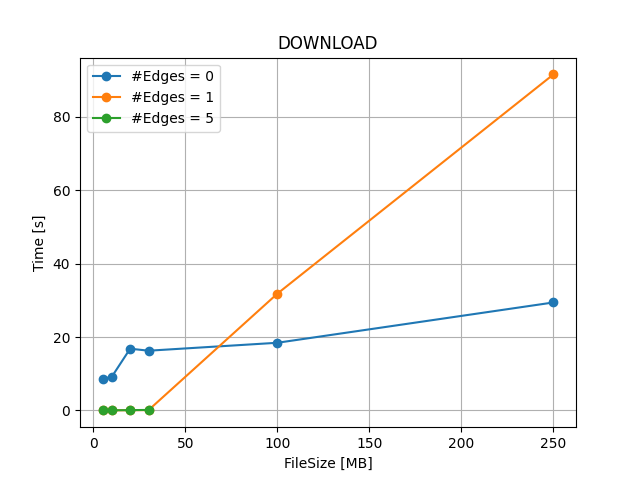 DOWNLOAD
#Edges = 0
#Edges = 1
#Edges = 5
Time [s]
80
60
40
20
0
0 50 100 150 200 250
FileSize [MB]